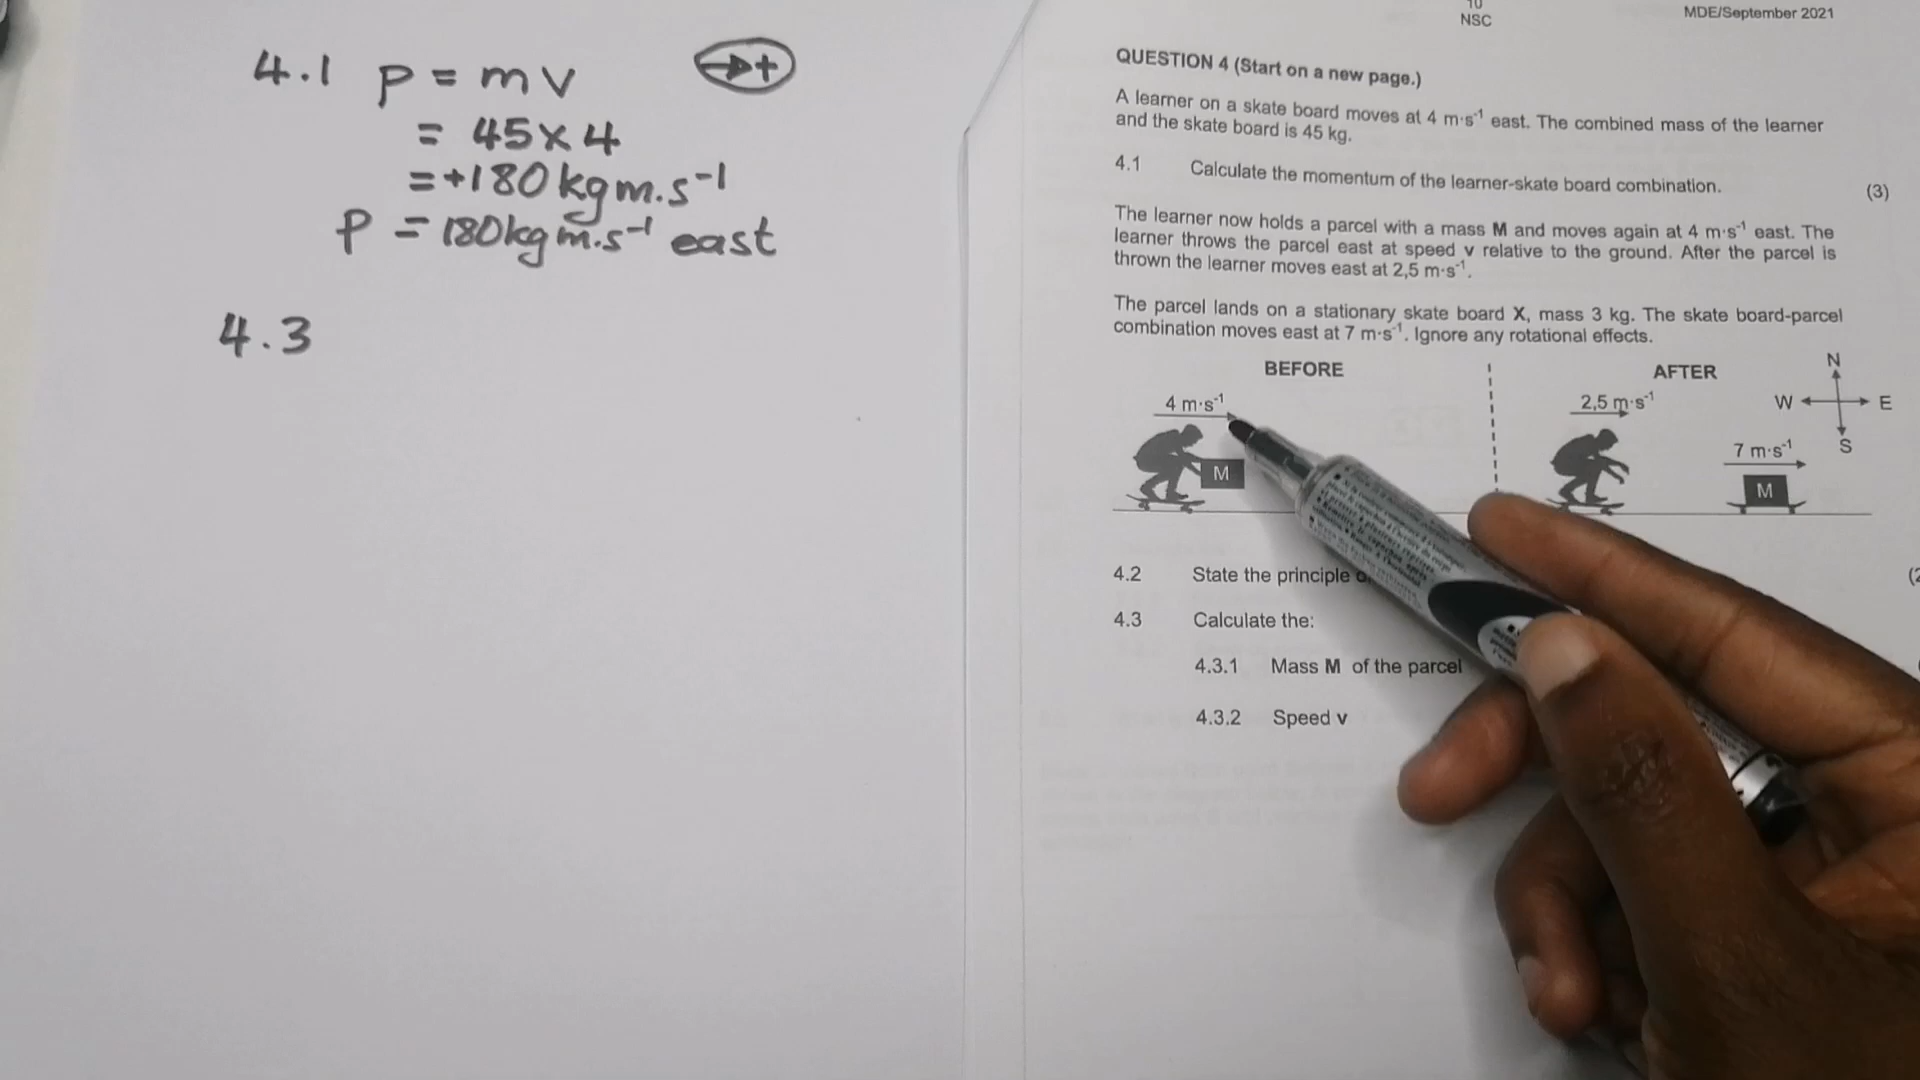 4.1 p = mv → +
= 45 × 4
= +180 kg m.s⁻¹
P = 180 kg m.s⁻¹ east
4.3
10
NSC
MDE/September 2021
QUESTION 4 (Start on a new page.)
A learner on a skate board moves at 4 m·s⁻¹ east. The combined mass of the learner
and the skate board is 45 kg.
4.1 Calculate the momentum of the learner-skate board combination. (3)
The learner now holds a parcel with a mass M and moves again at 4 m·s⁻¹ east. The
learner throws the parcel east at speed v relative to the ground. After the parcel is
thrown the learner moves east at 2,5 m·s⁻¹.
The parcel lands on a stationary skate board X, mass 3 kg. The skate board-parcel
combination moves east at 7 m·s⁻¹. Ignore any rotational effects.
BEFORE AFTER
N
4 m·s⁻¹ 2,5 m·s⁻¹ W E
S
7 m·s⁻¹
M M
4.2 State the principle
4.3 Calculate the:
4.3.1 Mass M of the parcel
4.3.2 Speed v